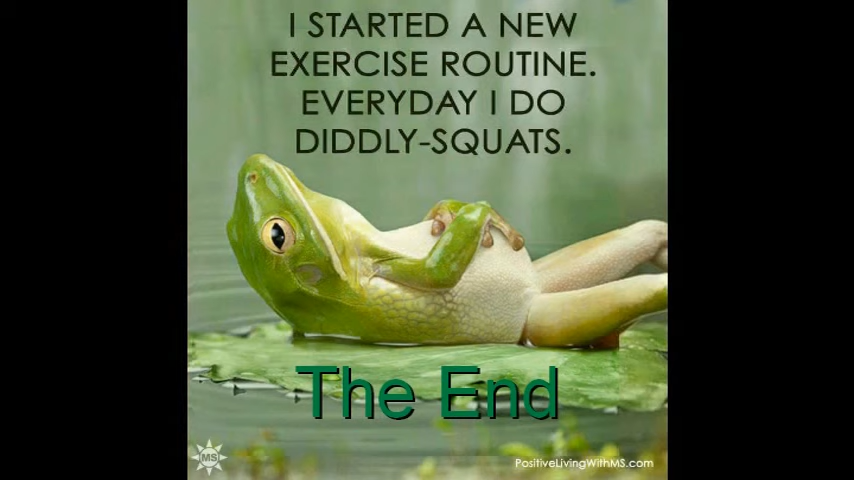 I STARTED A NEW
EXERCISE ROUTINE.
EVERYDAY I DO
DIDDLY-SQUATS.
The End
MS
PositiveLivingWithMS.com